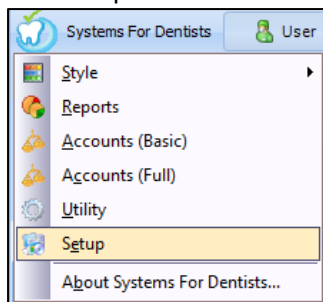 Systems For Dentists
User
Style
Reports
Accounts (Basic)
Accounts (Full)
Utility
Setup
About Systems For Dentists...